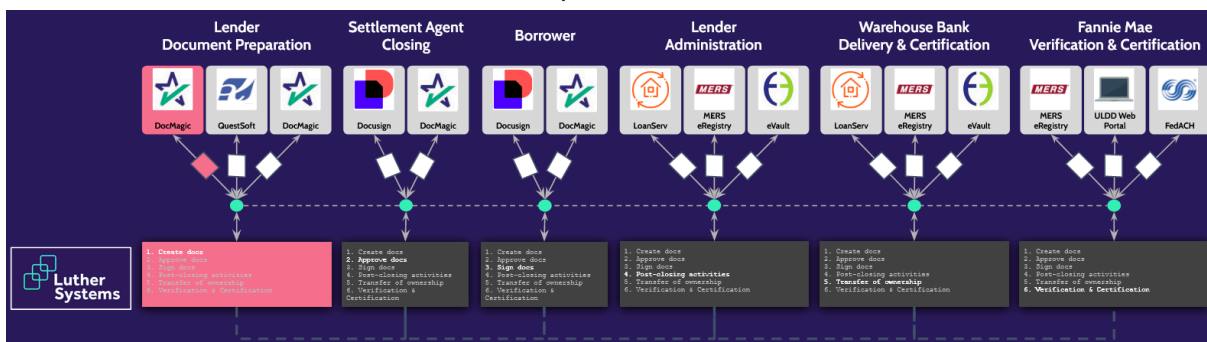 Lender
Document Preparation
Settlement Agent
Closing
Borrower
Lender
Administration
Warehouse Bank
Delivery & Certification
Fannie Mae
Verification & Certification
DocMagic
QuestSoft
DocMagic
Docusign
DocMagic
Docusign
DocMagic
LoanServ
MERS
MERS
eRegistry
eVault
LoanServ
MERS
MERS
eRegistry
eVault
MERS
MERS
eRegistry
ULDD Web
Portal
FedACH
Luther
Systems
1. Create docs
2. Approve docs
3. Sign docs
4. Post-closing activities
5. Transfer of ownership
6. Verification & Certification
1. Create docs
2. Approve docs
3. Sign docs
4. Post-closing activities
5. Transfer of ownership
6. Verification &
Certification
1. Create docs
2. Approve docs
3. Sign docs
4. Post-closing activities
5. Transfer of ownership
6. Verification &
Certification
1. Create docs
2. Approve docs
3. Sign docs
4. Post-closing activities
5. Transfer of ownership
6. Verification & Certification
1. Create docs
2. Approve docs
3. Sign docs
4. Post-closing activities
5. Transfer of ownership
6. Verification & Certification
1. Create docs
2. Approve docs
3. Sign docs
4. Post-closing activities
5. Transfer of ownership
6. Verification & Certification